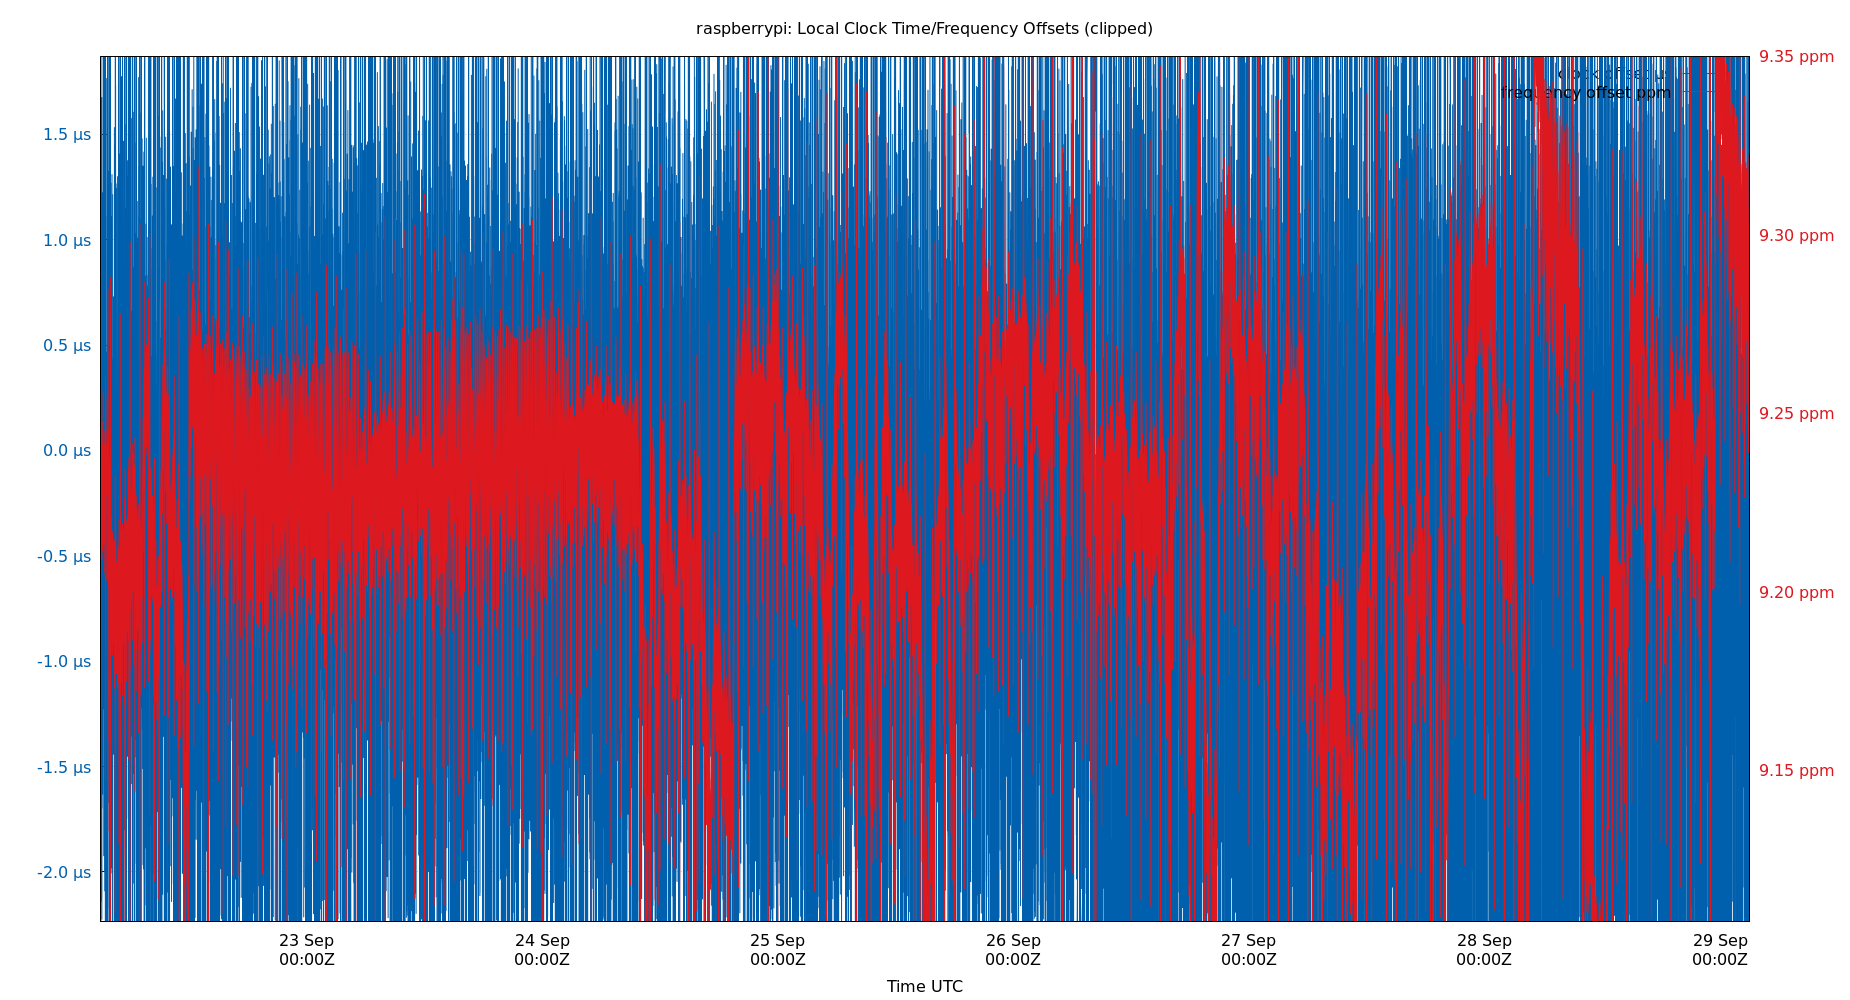 raspberrypi: Local Clock Time/Frequency Offsets (clipped)
9.35 ppm
clock offset µs
frequency offset ppm
1.5 µs
1.0 µs
9.30 ppm
0.5 µs
9.25 ppm
0.0 µs
-0.5 µs
9.20 ppm
-1.0 µs
-1.5 µs
9.15 ppm
-2.0 µs
23 Sep 24 Sep 25 Sep 26 Sep 27 Sep 28 Sep 29 Sep
00:00Z 00:00Z 00:00Z 00:00Z 00:00Z 00:00Z 00:00Z
Time UTC